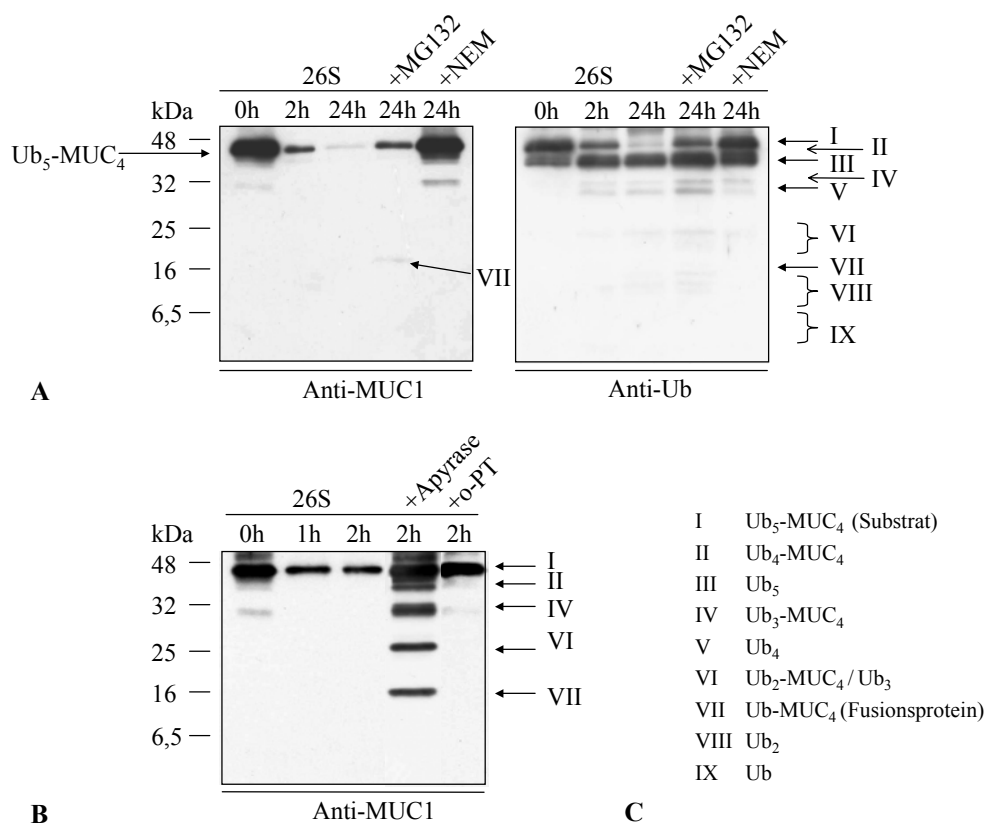 +MG132
+NEM
26S
kDa
0h 2h 24h 24h 24h
48
Ub5-MUC4
32
25
16
6,5
VII
Anti-MUC1
+MG132
+NEM
26S
0h 2h 24h 24h 24h
I
II
III
IV
V
VI
VII
VIII
IX
Anti-Ub
A
+Apyrase
+o-PT
26S
kDa
0h 1h 2h 2h 2h
48
32
25
16
6,5
I
II
IV
VI
VII
Anti-MUC1
B
I Ub5-MUC4 (Substrat)
II Ub4-MUC4
III Ub5
IV Ub3-MUC4
V Ub4
VI Ub2-MUC4 / Ub3
VII Ub-MUC4 (Fusionsprotein)
VIII Ub2
IX Ub
C